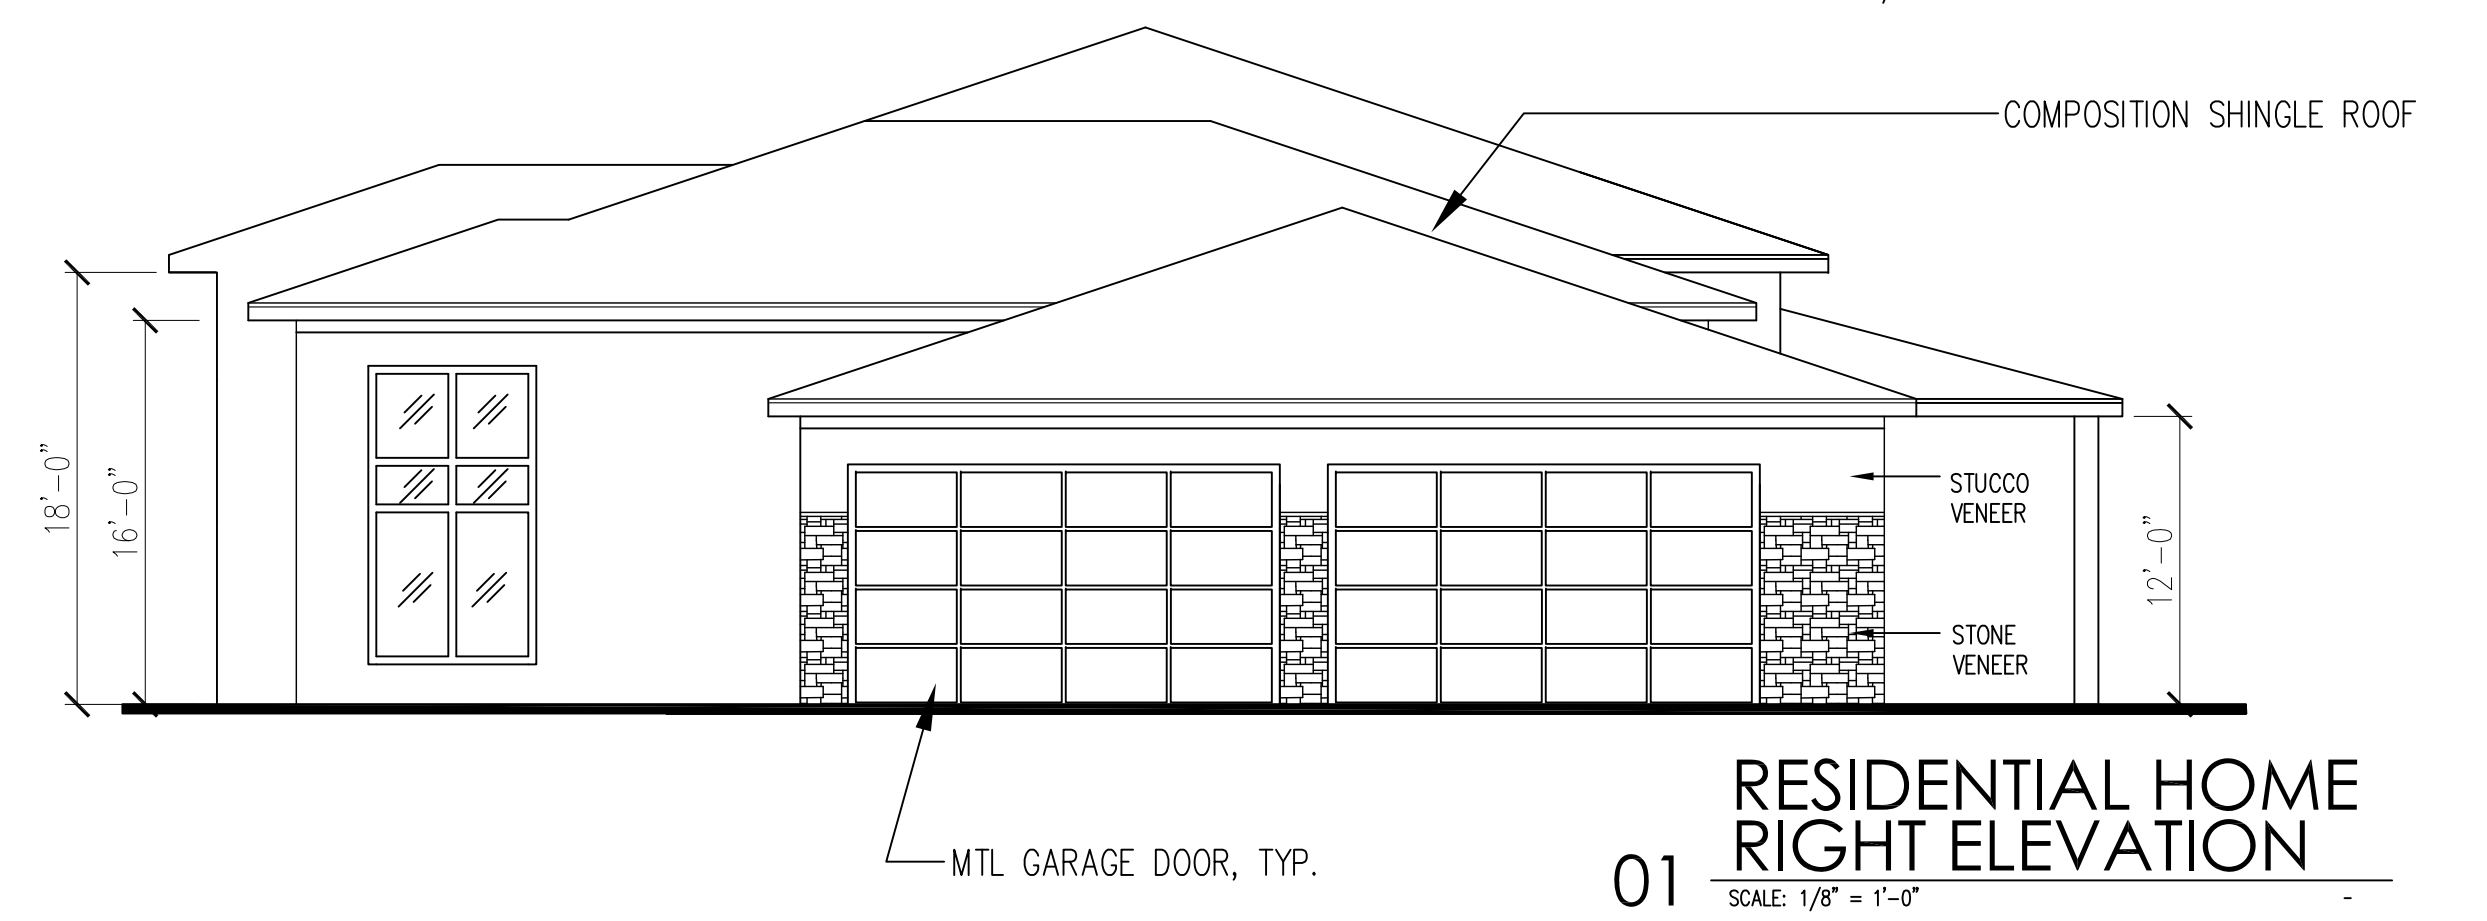 COMPOSITION SHINGLE ROOF
18'-0"
16'-0"
STUCCO
VENEER
12'-0"
STONE
VENEER
MTL GARAGE DOOR, TYP.
RESIDENTIAL HOME
RIGHT ELEVATION
01
SCALE: 1/8" = 1'-0"
-